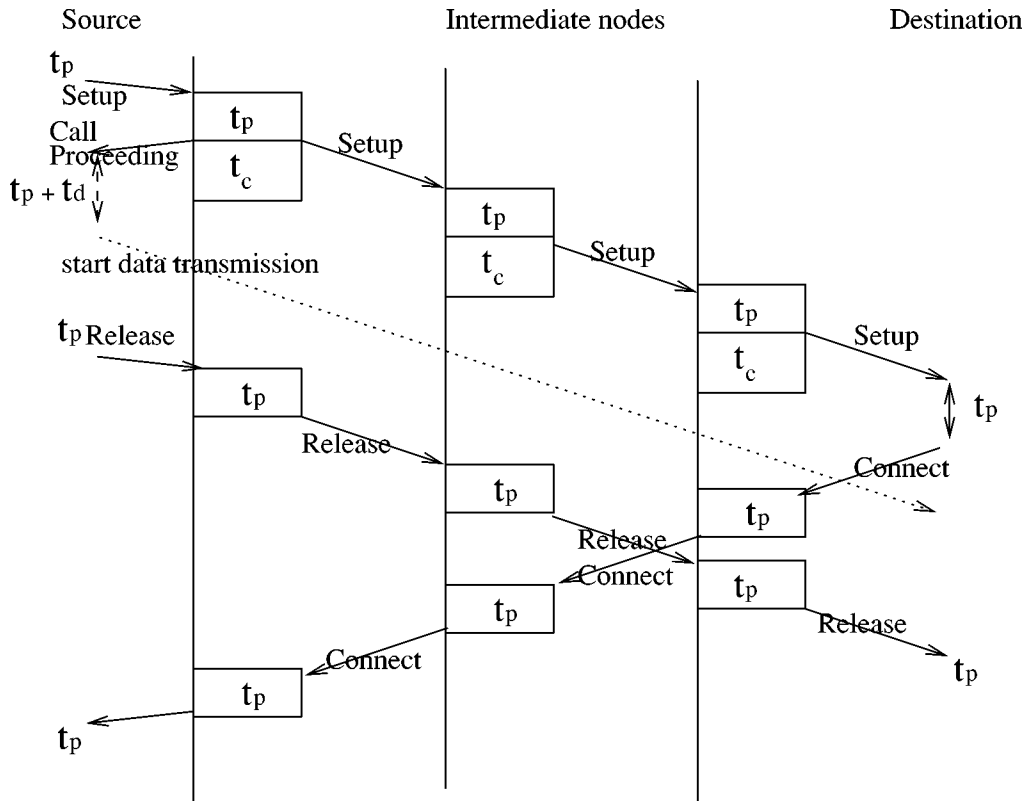 Source
Intermediate nodes
Destination
tp
Setup
tp
Call
Proceeding
Setup
tc
tp + td
tp
Setup
start data transmission
tc
tp
tp Release
Setup
tc
tp
tp
Release
Connect
tp
tp
Release
Connect
tp
tp
Release
Connect
tp
tp
tp